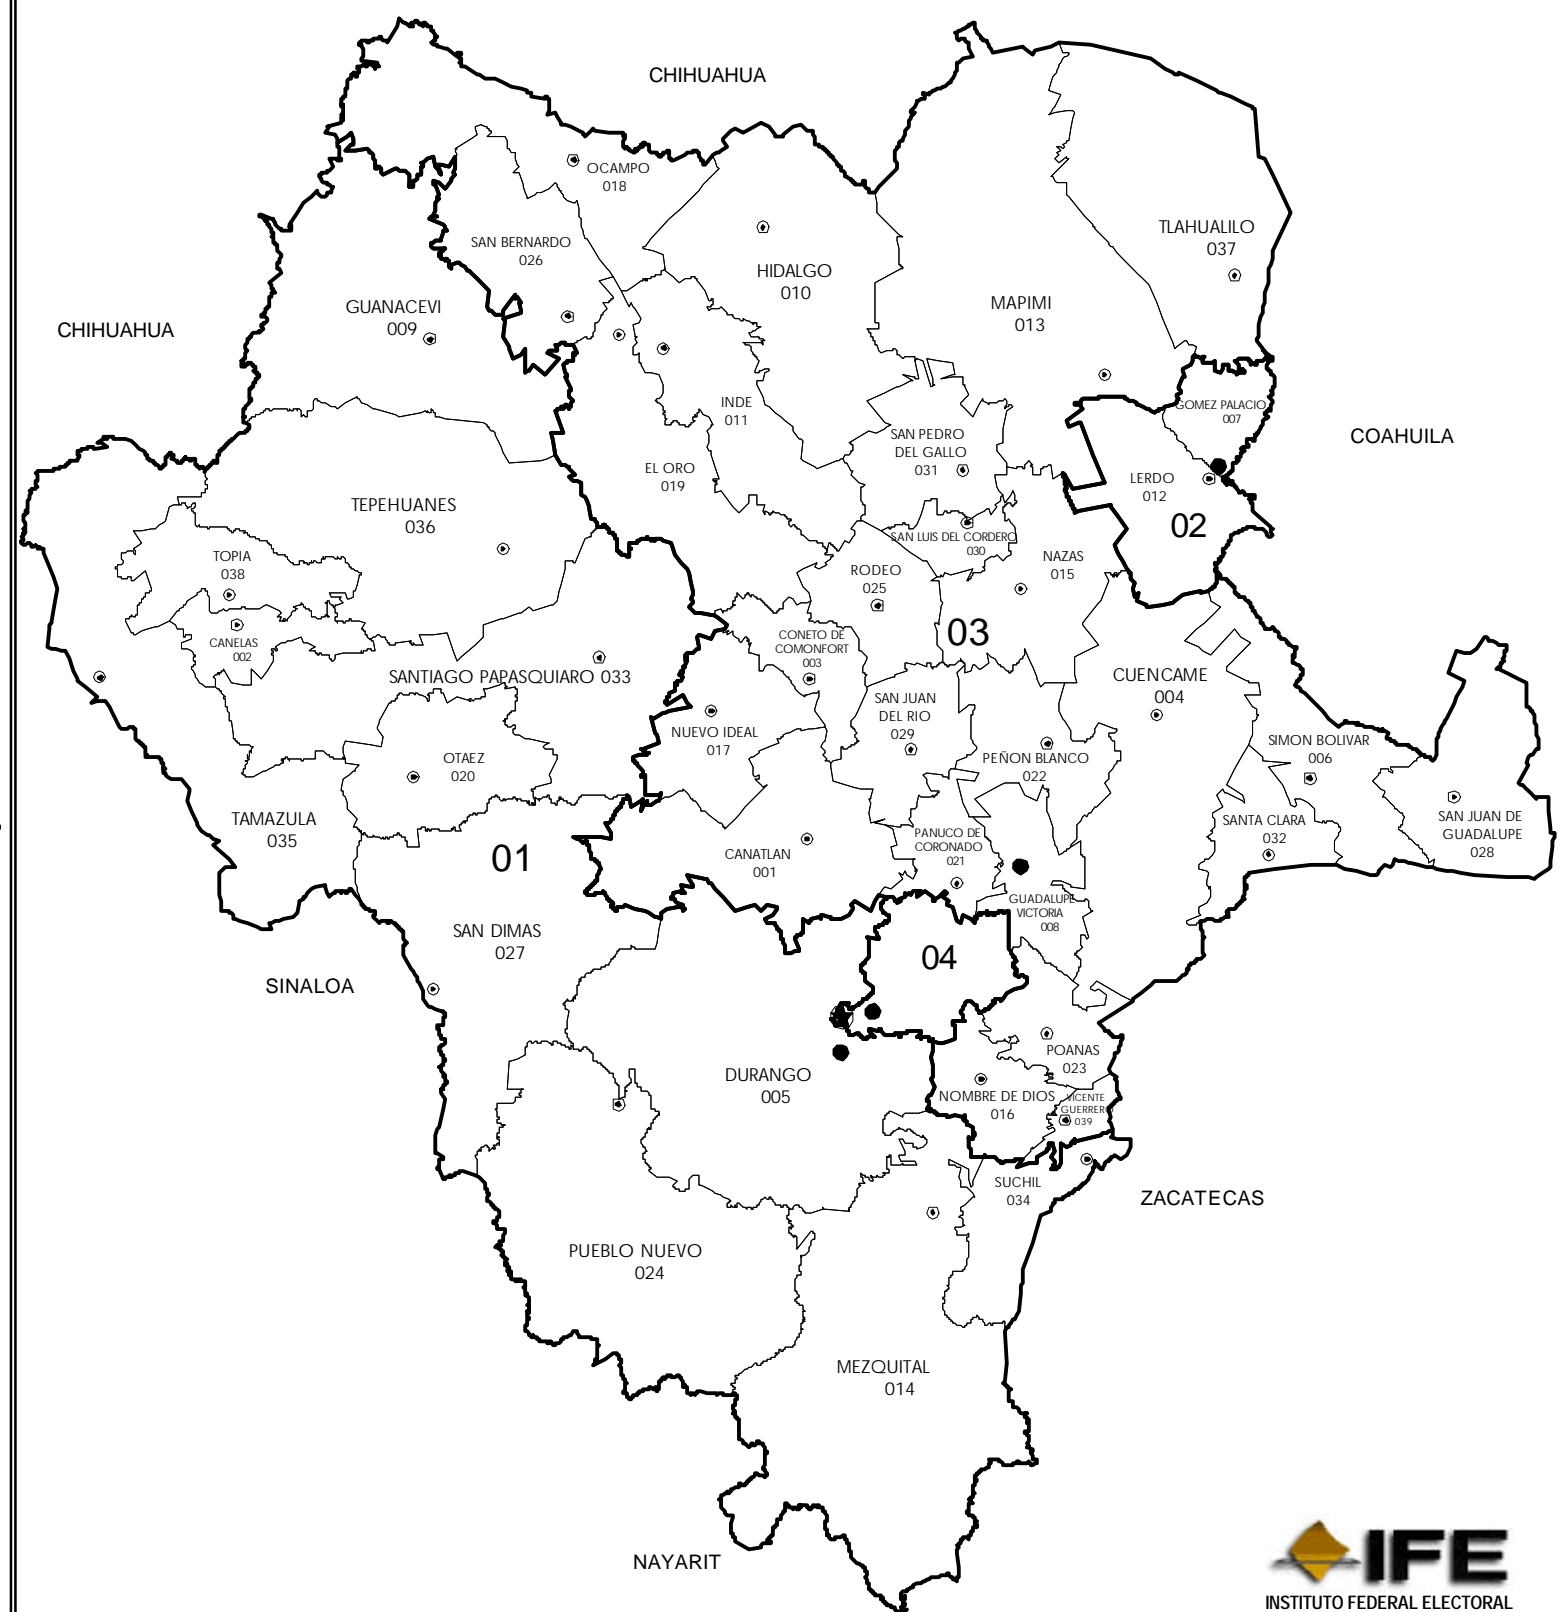 CHIHUAHUA
OCAMPO
018
SAN BERNARDO
026
TLAHUALILO
037
HIDALGO
010
GUANACEVI
009
MAPIMI
013
CHIHUAHUA
INDE
011
GOMEZ PALACIO
007
COAHUILA
SAN PEDRO
DEL GALLO
031
EL ORO
019
LERDO
012
02
TEPEHUANES
036
SAN LUIS DEL CORDERO
030
TOPIA
038
RODEO
025
NAZAS
015
CANELAS
002
CONETO DE
COMONFORT
003
03
SANTIAGO PAPASQUIARO 033
CUENCAME
004
SAN JUAN
DEL RIO
029
NUEVO IDEAL
017
SIMON BOLIVAR
006
OTAEZ
020
PEÑON BLANCO
022
TAMAZULA
035
SANTA CLARA
032
SAN JUAN DE
GUADALUPE
028
PANUCO DE
CORONADO
021
01
CANATLAN
001
GUADALUPE
VICTORIA
008
SAN DIMAS
027
04
SINALOA
POANAS
023
DURANGO
005
NOMBRE DE DIOS
016
VICENTE
GUERRERO
039
SUCHIL
034
ZACATECAS
PUEBLO NUEVO
024
MEZQUITAL
014
NAYARIT
IFE
INSTITUTO FEDERAL ELECTORAL